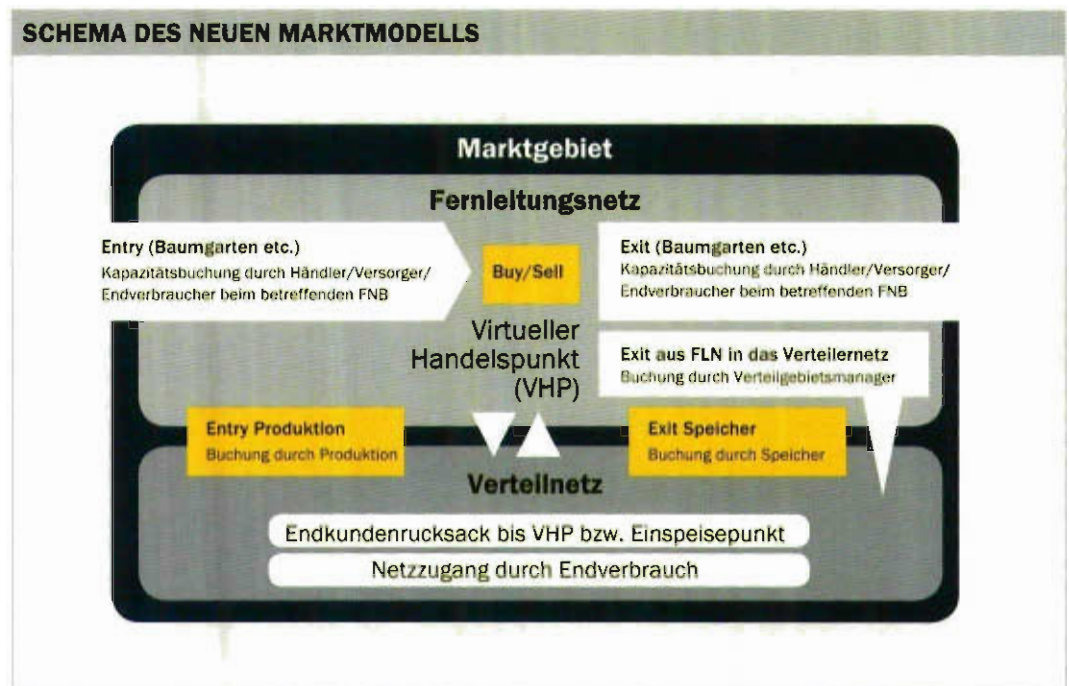 SCHEMA DES NEUEN MARKTMODELLS
Marktgebiet
Fernleitungsnetz
Entry (Baumgarten etc.)
Kapazitätsbuchung durch Händler/Versorger/
Endverbraucher beim betreffenden FNB
Buy/Sell
Exit (Baumgarten etc.)
Kapazitätsbuchung durch Händler/Versorger/
Endverbraucher beim betreffenden FNB
Virtueller
Handelspunkt
(VHP)
Exit aus FLN in das Verteilernetz
Buchung durch Verteilgebietsmanager
Entry Produktion
Buchung durch Produktion
Exit Speicher
Buchung durch Speicher
Verteilnetz
Endkundenrucksack bis VHP bzw. Einspeisepunkt
Netzzugang durch Endverbrauch